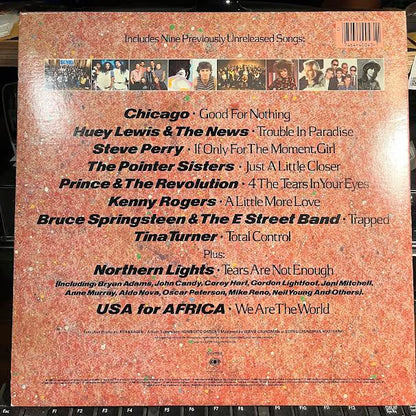 Includes Nine Previously Unreleased Songs:
Chicago · Good For Nothing
Huey Lewis & The News · Trouble In Paradise
Steve Perry · If Only For The Moment, Girl
The Pointer Sisters · Just A Little Closer
Prince & The Revolution · 4 The Tears In Your Eyes
Kenny Rogers · A Little More Love
Bruce Springsteen & The E Street Band · Trapped
Tina Turner · Total Control
Plus:
Northern Lights · Tears Are Not Enough
(Including: Bryan Adams, John Candy, Corey Hart, Gordon Lightfoot, Joni Mitchell,
Anne Murray, Aldo Nova, Oscar Peterson, Mike Reno, Neil Young And Others).
USA for AFRICA · We Are The World